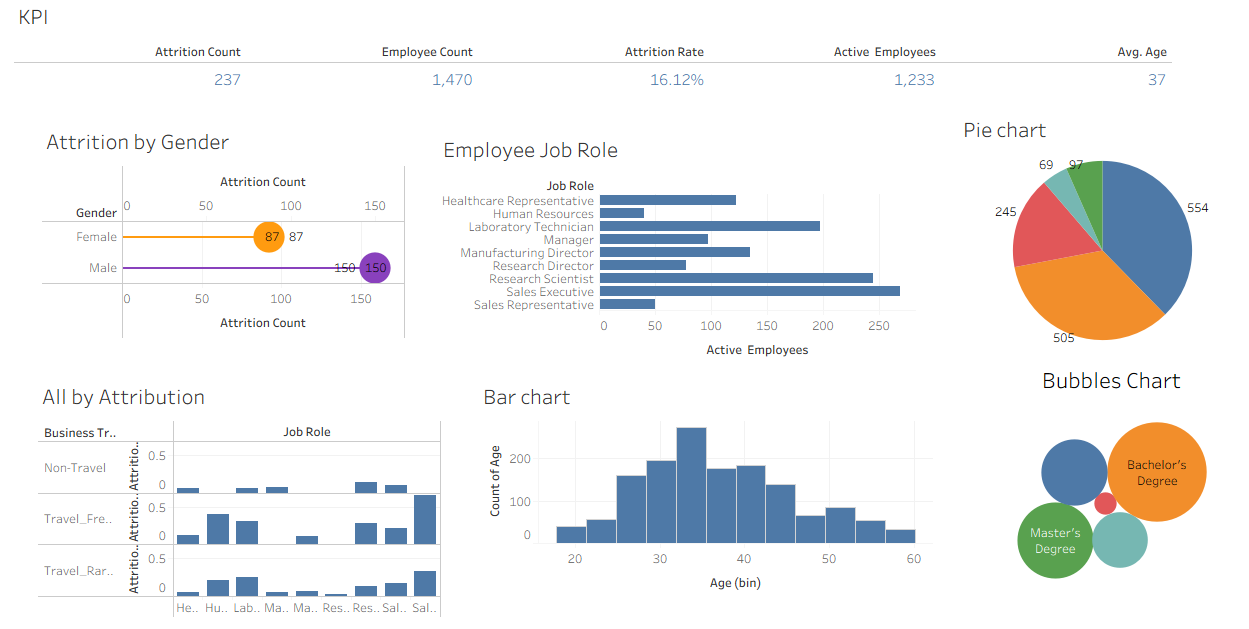 KPI
Attrition Count Employee Count Attrition Rate Active Employees Avg. Age
237 1,470 16.12% 1,233 37
Attrition by Gender
Attrition Count
0 50 100 150
Gender
Female 87 87
Male 150 150
0 50 100 150
Attrition Count
Employee Job Role
Job Role
Healthcare Representative
Human Resources
Laboratory Technician
Manager
Manufacturing Director
Research Director
Research Scientist
Sales Executive
Sales Representative
0 50 100 150 200 250
Active Employees
Pie chart
69 97
245 554
505
All by Attribution
Business Tr.. Job Role
Non-Travel Attritio.. 0.5 0
Travel_Fre.. Attritio.. 0.5 0
Travel_Rar.. Attritio.. 0.5 0
He.. Hu.. Lab.. Ma.. Ma.. Res.. Res.. Sal.. Sal..
Bar chart
Count of Age
200
100
0
20 30 40 50 60
Age (bin)
Bubbles Chart
Bachelor's
Degree
Master's
Degree